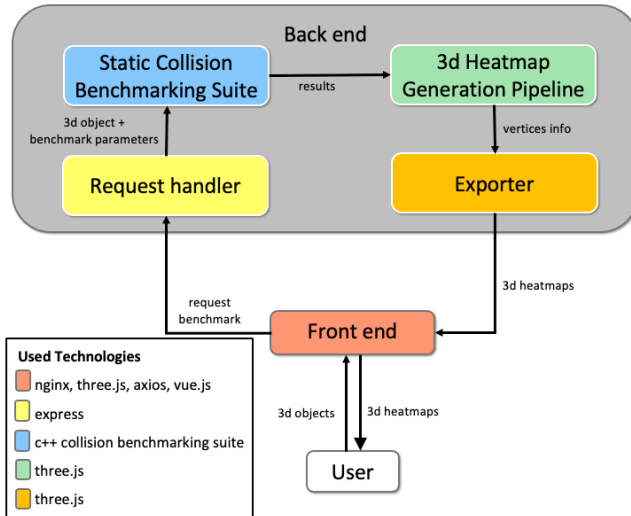 Back end
Static Collision
Benchmarking Suite
results
3d Heatmap
Generation Pipeline
3d object +
benchmark parameters
vertices info
Request handler
Exporter
request
benchmark
3d heatmaps
Front end
3d objects
3d heatmaps
User
Used Technologies
nginx, three.js, axios, vue.js
express
c++ collision benchmarking suite
three.js
three.js